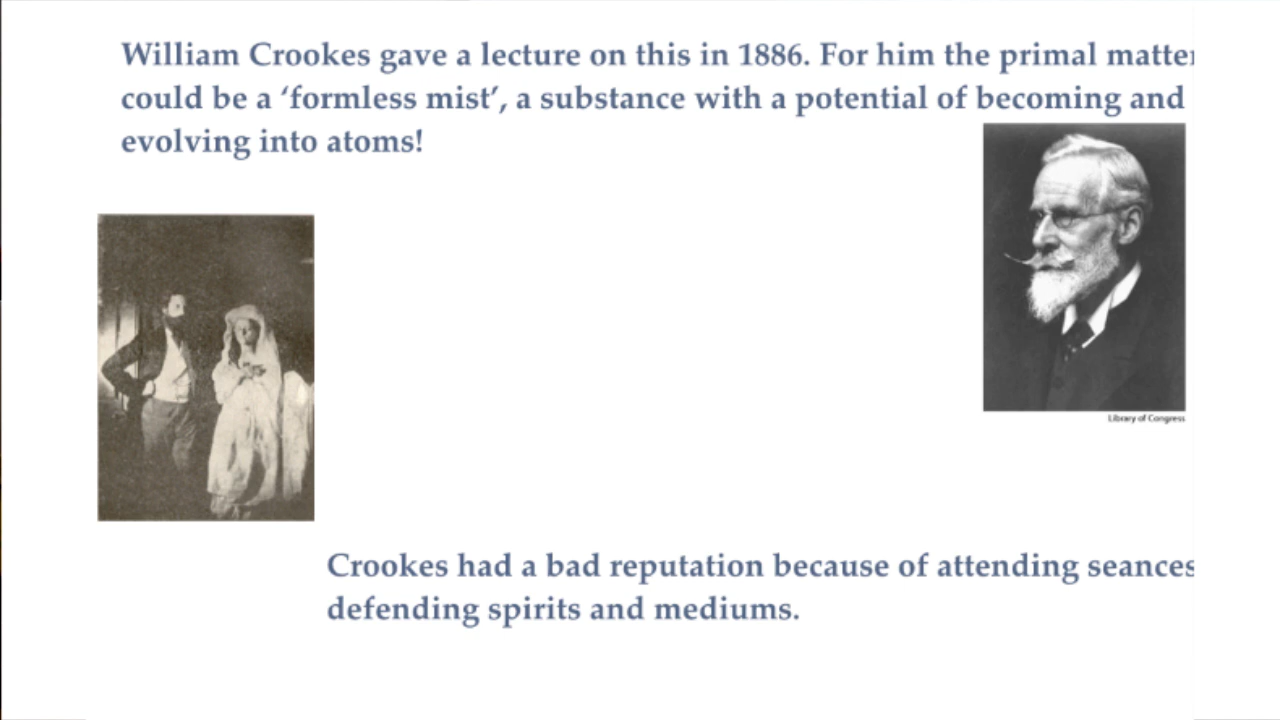 William Crookes gave a lecture on this in 1886. For him the primal matter
could be a ‘formless mist’, a substance with a potential of becoming and
evolving into atoms!
Library of Congress
Crookes had a bad reputation because of attending seances
defending spirits and mediums.